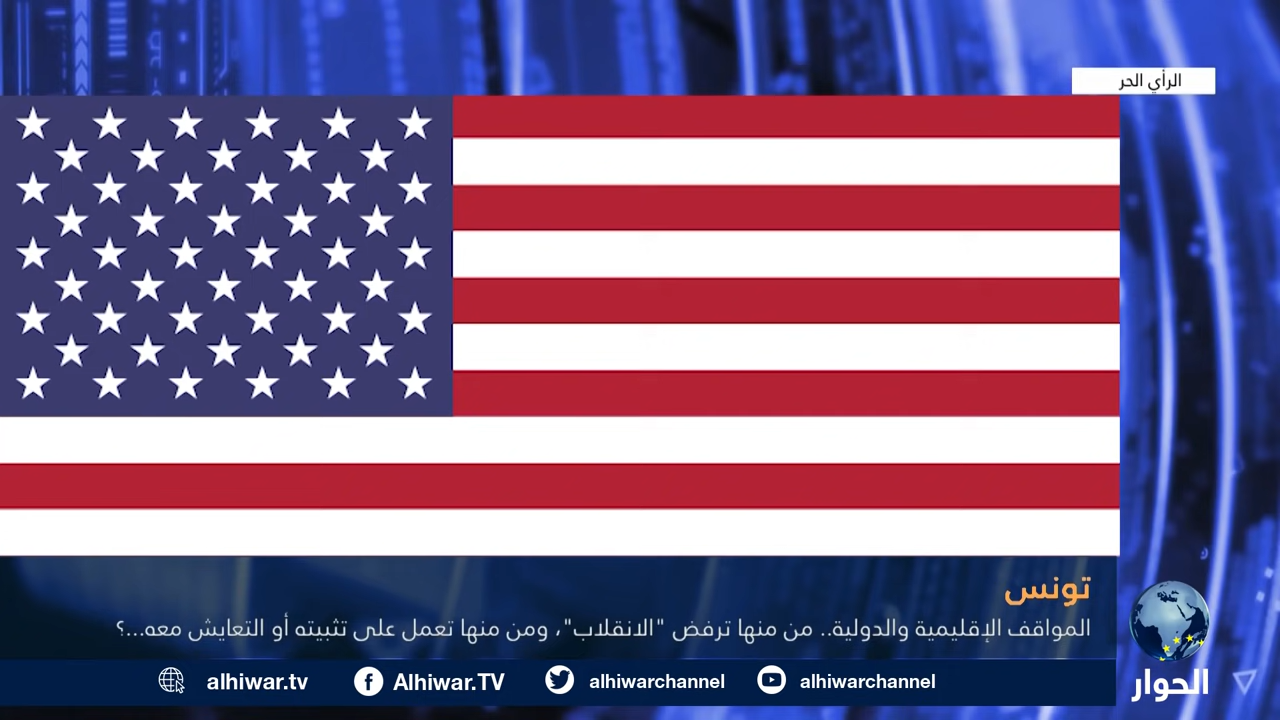 الرأي الحر
تونس
المواقف الإقليمية والدولية.. من منها ترفض "الانقلاب"، ومن منها تعمل على تثبيته أو التعايش معه...؟
alhiwar.tv Alhiwar.TV alhiwarchannel alhiwarchannel
الحوار